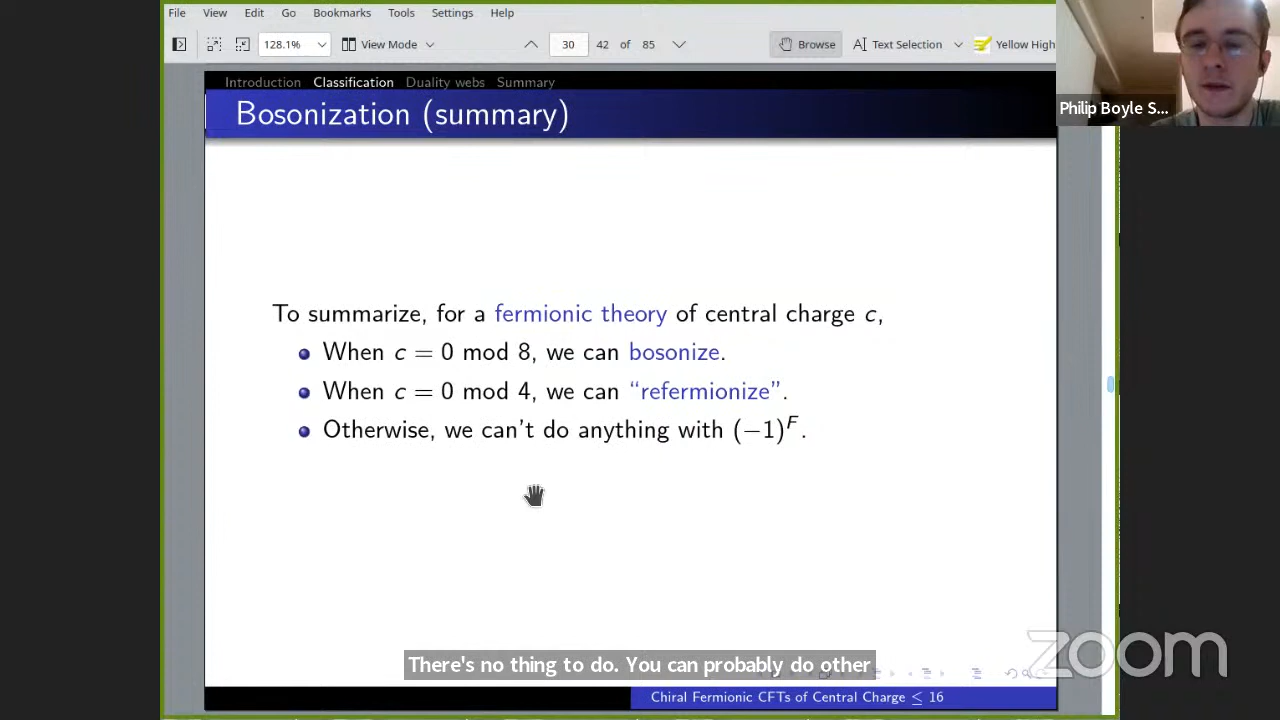 File View Edit Go Bookmarks Tools Settings Help
128.1% View Mode 30 42 of 85 Browse Text Selection Yellow High
Philip Boyle S...
Introduction Classification Duality webs Summary
Bosonization (summary)
To summarize, for a fermionic theory of central charge c,
When c = 0 mod 8, we can bosonize.
When c = 0 mod 4, we can “refermionize”.
Otherwise, we can't do anything with (−1)^F.
There's no thing to do. You can probably do other
zoom
Chiral Fermionic CFTs of Central Charge ≤ 16